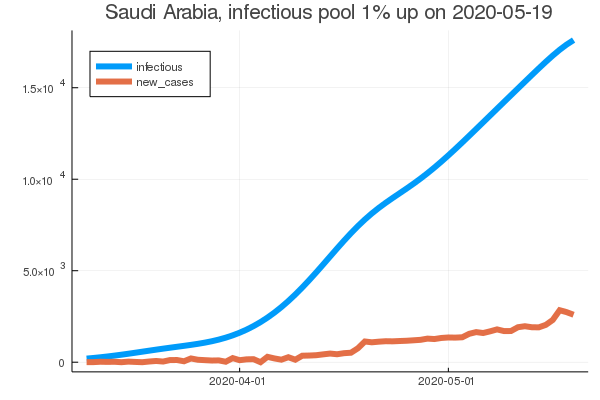 Saudi Arabia, infectious pool 1% up on 2020-05-19
infectious
new_cases
1.5×10⁴
1.0×10⁴
5.0×10³
0
2020-04-01
2020-05-01